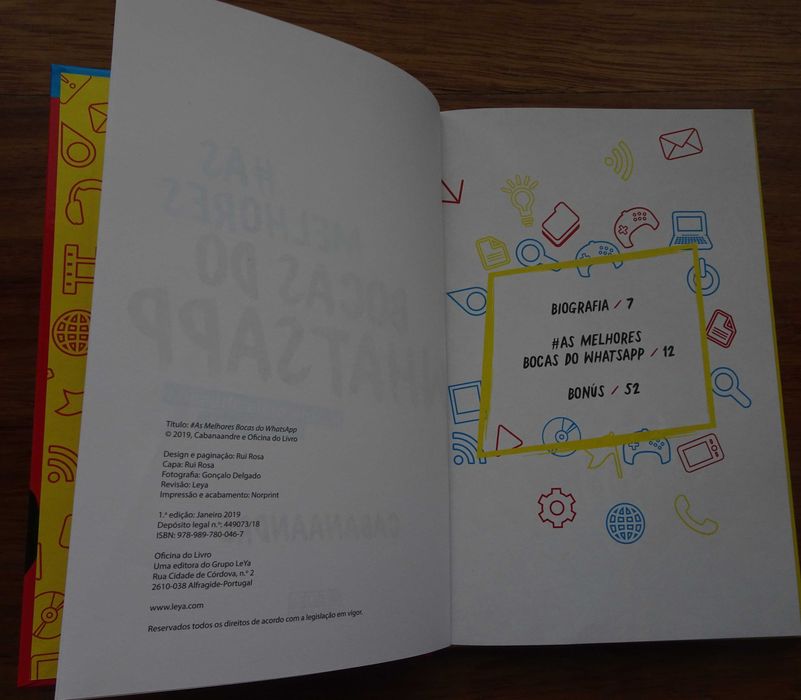 Título: #As Melhores Bocas do WhatsApp
© 2019, Cabanaandre e Oficina do Livro
Design e paginação: Rui Rosa
Capa: Rui Rosa
Fotografia: Gonçalo Delgado
Revisão: Leya
Impressão e acabamento: Norprint
1.ª edição: Janeiro 2019
Depósito legal n.º: 449073/18
ISBN: 978-989-780-046-7
Oficina do Livro
Uma editora do Grupo LeYa
Rua Cidade de Córdova, n.º 2
2610-038 Alfragide-Portugal
www.leya.com
Reservados todos os direitos de acordo com a legislação em vigor.
BIOGRAFIA / 7
#AS MELHORES
BOCAS DO WHATSAPP / 12
BONÚS / 52